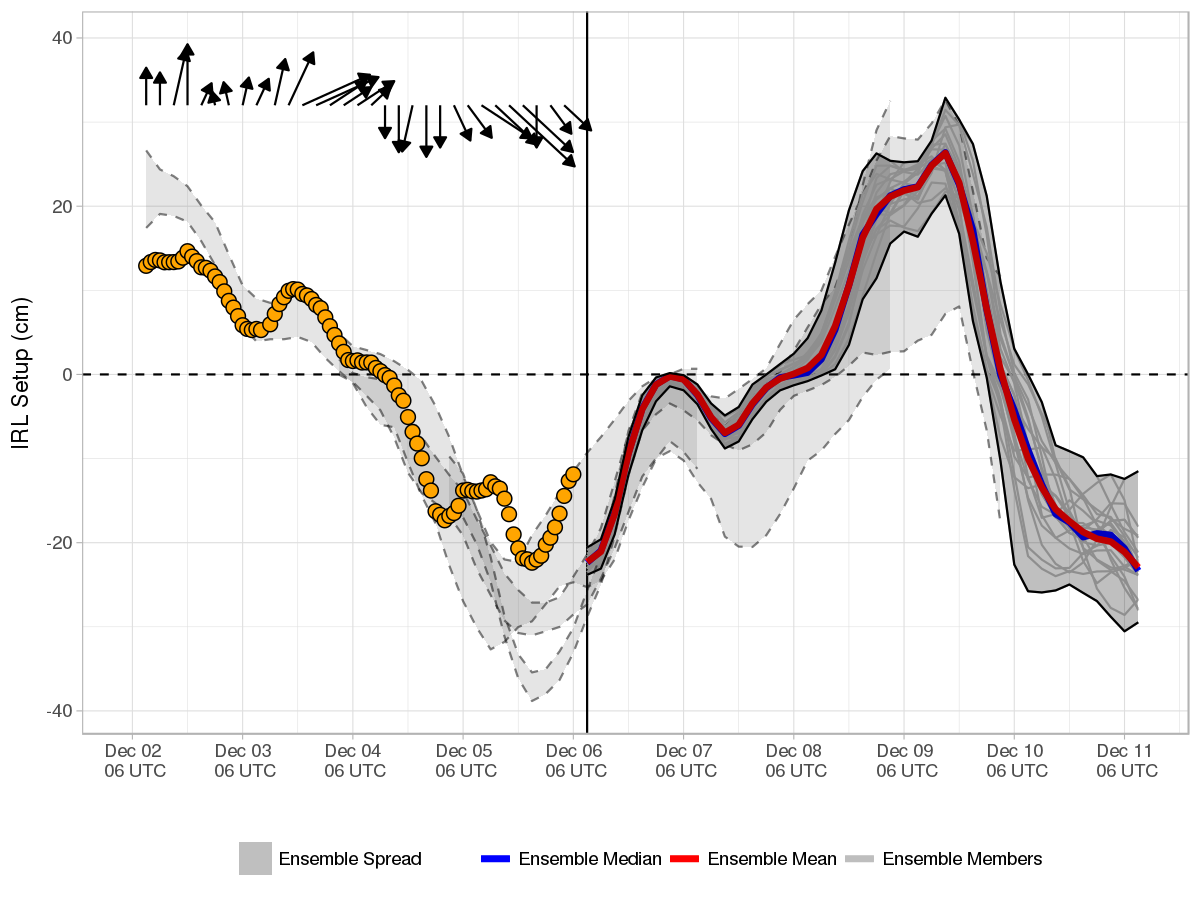 IRL Setup (cm)
40
20
0
-20
-40
Dec 02 Dec 03 Dec 04 Dec 05 Dec 06 Dec 07 Dec 08 Dec 09 Dec 10 Dec 11
06 UTC 06 UTC 06 UTC 06 UTC 06 UTC 06 UTC 06 UTC 06 UTC 06 UTC 06 UTC
Ensemble Spread Ensemble Median Ensemble Mean Ensemble Members